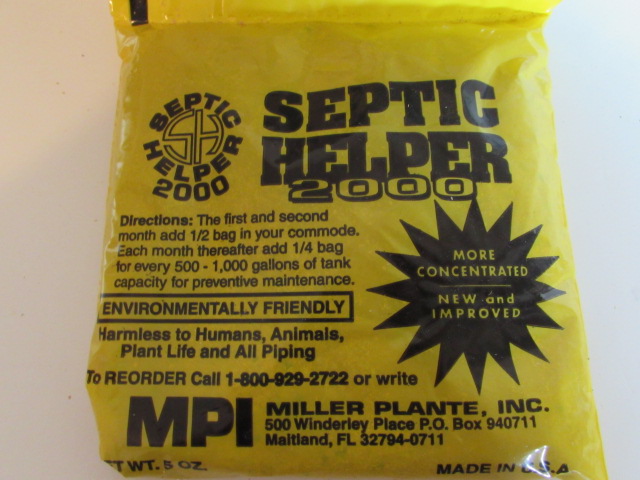 SEPTIC
HELPER
2000
SH
SEPTIC
HELPER
2000
Directions: The first and second
month add 1/2 bag in your commode.
Each month thereafter add 1/4 bag
for every 500 - 1,000 gallons of tank
capacity for preventive maintenance.
MORE
CONCENTRATED
NEW and
IMPROVED
ENVIRONMENTALLY FRIENDLY
Harmless to Humans, Animals,
Plant Life and All Piping
To REORDER Call 1-800-929-2722 or write
MPI
MILLER PLANTE, INC.
500 Winderley Place P.O. Box 940711
Maitland, FL 32794-0711
ET WT. 5 OZ.
MADE IN U.S.A